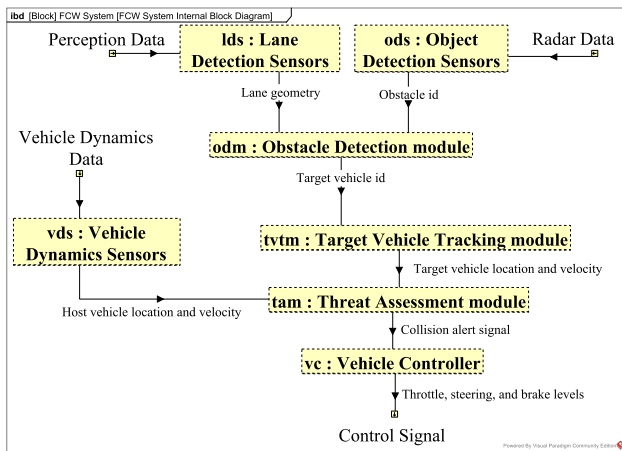 ibd [Block] FCW System [FCW System Internal Block Diagram]
Perception Data
lds : Lane
Detection Sensors
ods : Object
Detection Sensors
Radar Data
Lane geometry
Obstacle id
Vehicle Dynamics
Data
odm : Obstacle Detection module
Target vehicle id
vds : Vehicle
Dynamics Sensors
tvtm : Target Vehicle Tracking module
Target vehicle location and velocity
tam : Threat Assessment module
Host vehicle location and velocity
Collision alert signal
vc : Vehicle Controller
Throttle, steering, and brake levels
Control Signal
Powered By Visual Paradigm Community Edition